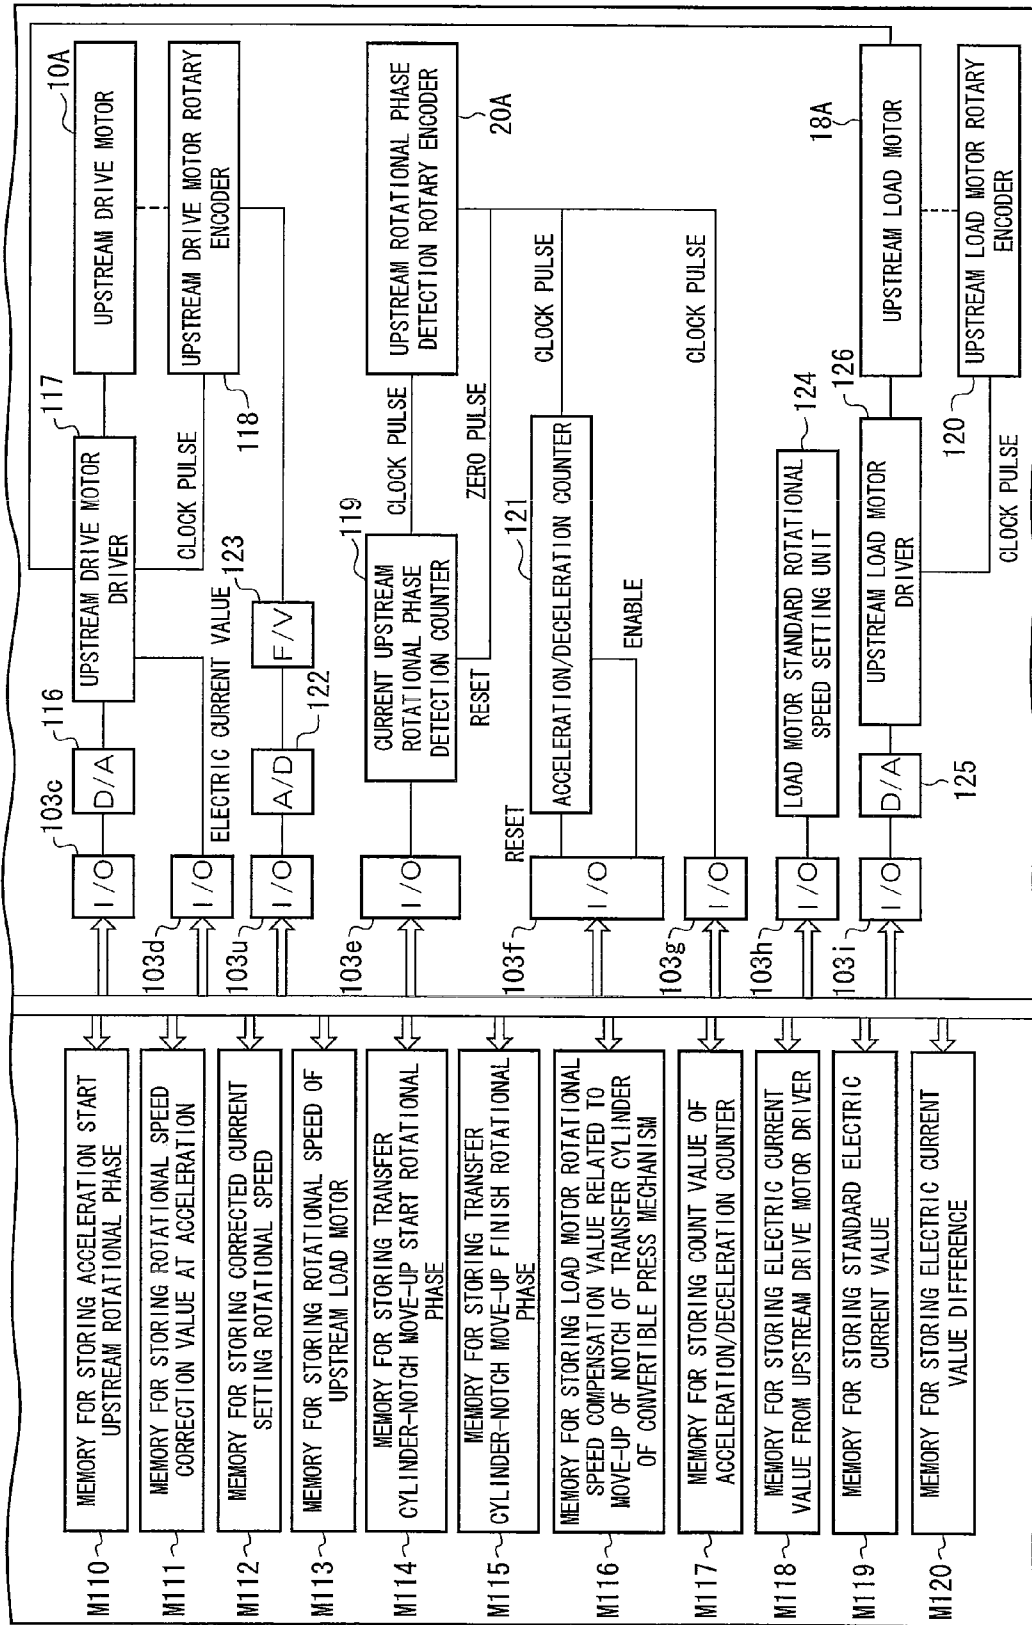 M110
MEMORY FOR STORING ACCELERATION START
UPSTREAM ROTATIONAL PHASE
M111
MEMORY FOR STORING ROTATIONAL SPEED
CORRECTION VALUE AT ACCELERATION
M112
MEMORY FOR STORING CORRECTED CURRENT
SETTING ROTATIONAL SPEED
M113
MEMORY FOR STORING ROTATIONAL SPEED OF
UPSTREAM LOAD MOTOR
M114
MEMORY FOR STORING TRANSFER
CYLINDER-NOTCH MOVE-UP START ROTATIONAL
PHASE
M115
MEMORY FOR STORING TRANSFER
CYLINDER-NOTCH MOVE-UP FINISH ROTATIONAL
PHASE
M116
MEMORY FOR STORING LOAD MOTOR ROTATIONAL
SPEED COMPENSATION VALUE RELATED TO
MOVE-UP OF NOTCH OF TRANSFER CYLINDER
OF CONVERTIBLE PRESS MECHANISM
M117
MEMORY FOR STORING COUNT VALUE OF
ACCELERATION/DECELERATION COUNTER
M118
MEMORY FOR STORING ELECTRIC CURRENT
VALUE FROM UPSTREAM DRIVE MOTOR DRIVER
M119
MEMORY FOR STORING STANDARD ELECTRIC
CURRENT VALUE
M120
MEMORY FOR STORING ELECTRIC CURRENT
VALUE DIFFERENCE
103c
I/O
116
D/A
117
UPSTREAM DRIVE MOTOR
DRIVER
10A
UPSTREAM DRIVE MOTOR
103d
I/O
ELECTRIC CURRENT VALUE
CLOCK PULSE
118
UPSTREAM DRIVE MOTOR ROTARY
ENCODER
103u
I/O
A/D
122
F/V
123
103e
I/O
119
CURRENT UPSTREAM
ROTATIONAL PHASE
DETECTION COUNTER
CLOCK PULSE
UPSTREAM ROTATIONAL PHASE
DETECTION ROTARY ENCODER
20A
RESET
ZERO PULSE
103f
I/O
RESET
121
ACCELERATION/DECELERATION COUNTER
ENABLE
CLOCK PULSE
103g
I/O
CLOCK PULSE
103h
I/O
124
LOAD MOTOR STANDARD ROTATIONAL
SPEED SETTING UNIT
103i
I/O
D/A
125
126
UPSTREAM LOAD MOTOR
DRIVER
18A
UPSTREAM LOAD MOTOR
CLOCK PULSE
120
UPSTREAM LOAD MOTOR ROTARY
ENCODER